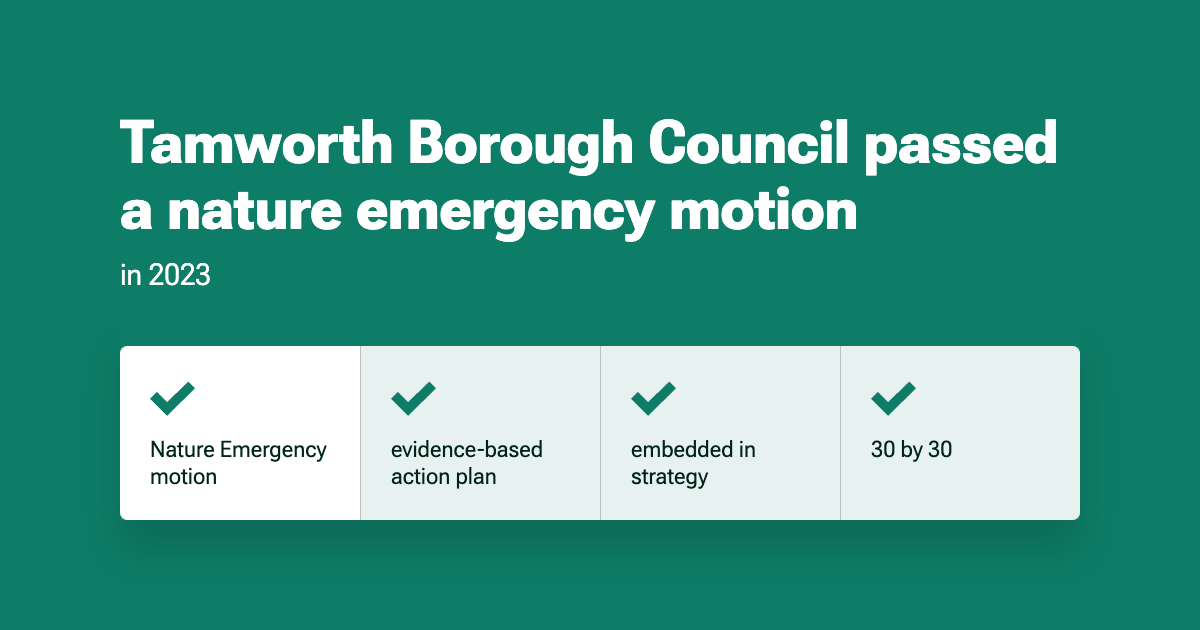 Tamworth Borough Council passed
a nature emergency motion
in 2023
Nature Emergency
motion
evidence-based
action plan
embedded in
strategy
30 by 30